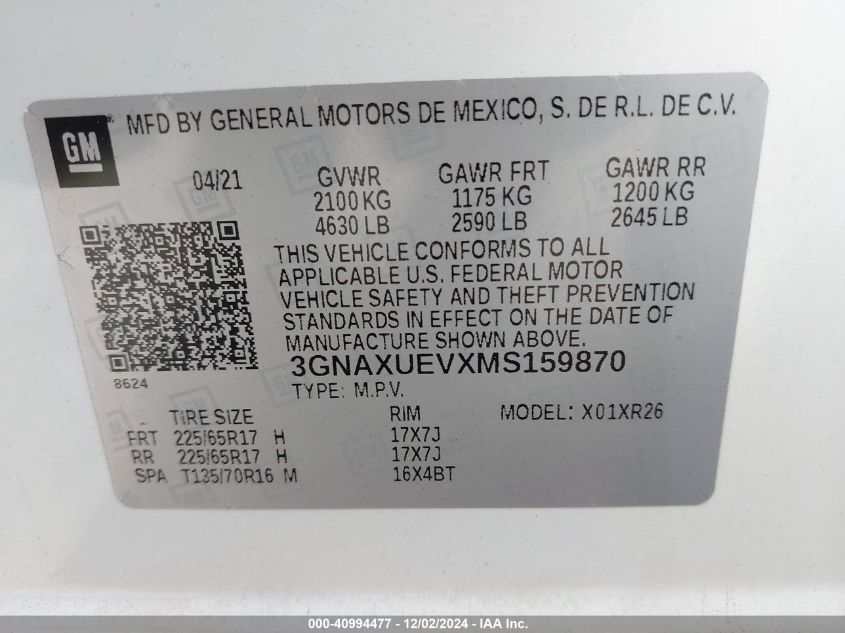 GM
MFD BY GENERAL MOTORS DE MEXICO, S. DE R.L. DE C.V.
04/21 GVWR GAWR FRT GAWR RR
2100 KG 1175 KG 1200 KG
4630 LB 2590 LB 2645 LB
THIS VEHICLE CONFORMS TO ALL
APPLICABLE U.S. FEDERAL MOTOR
VEHICLE SAFETY AND THEFT PREVENTION
STANDARDS IN EFFECT ON THE DATE OF
MANUFACTURE SHOWN ABOVE.
3GNAXUEVXMS159870
8624
TYPE: M.P.V.
TIRE SIZE RIM MODEL: X01XR26
FRT 225/65R17 H 17X7J
RR 225/65R17 H 17X7J
SPA T135/70R16 M 16X4BT
000-40994477 - 12/02/2024 - IAA Inc.